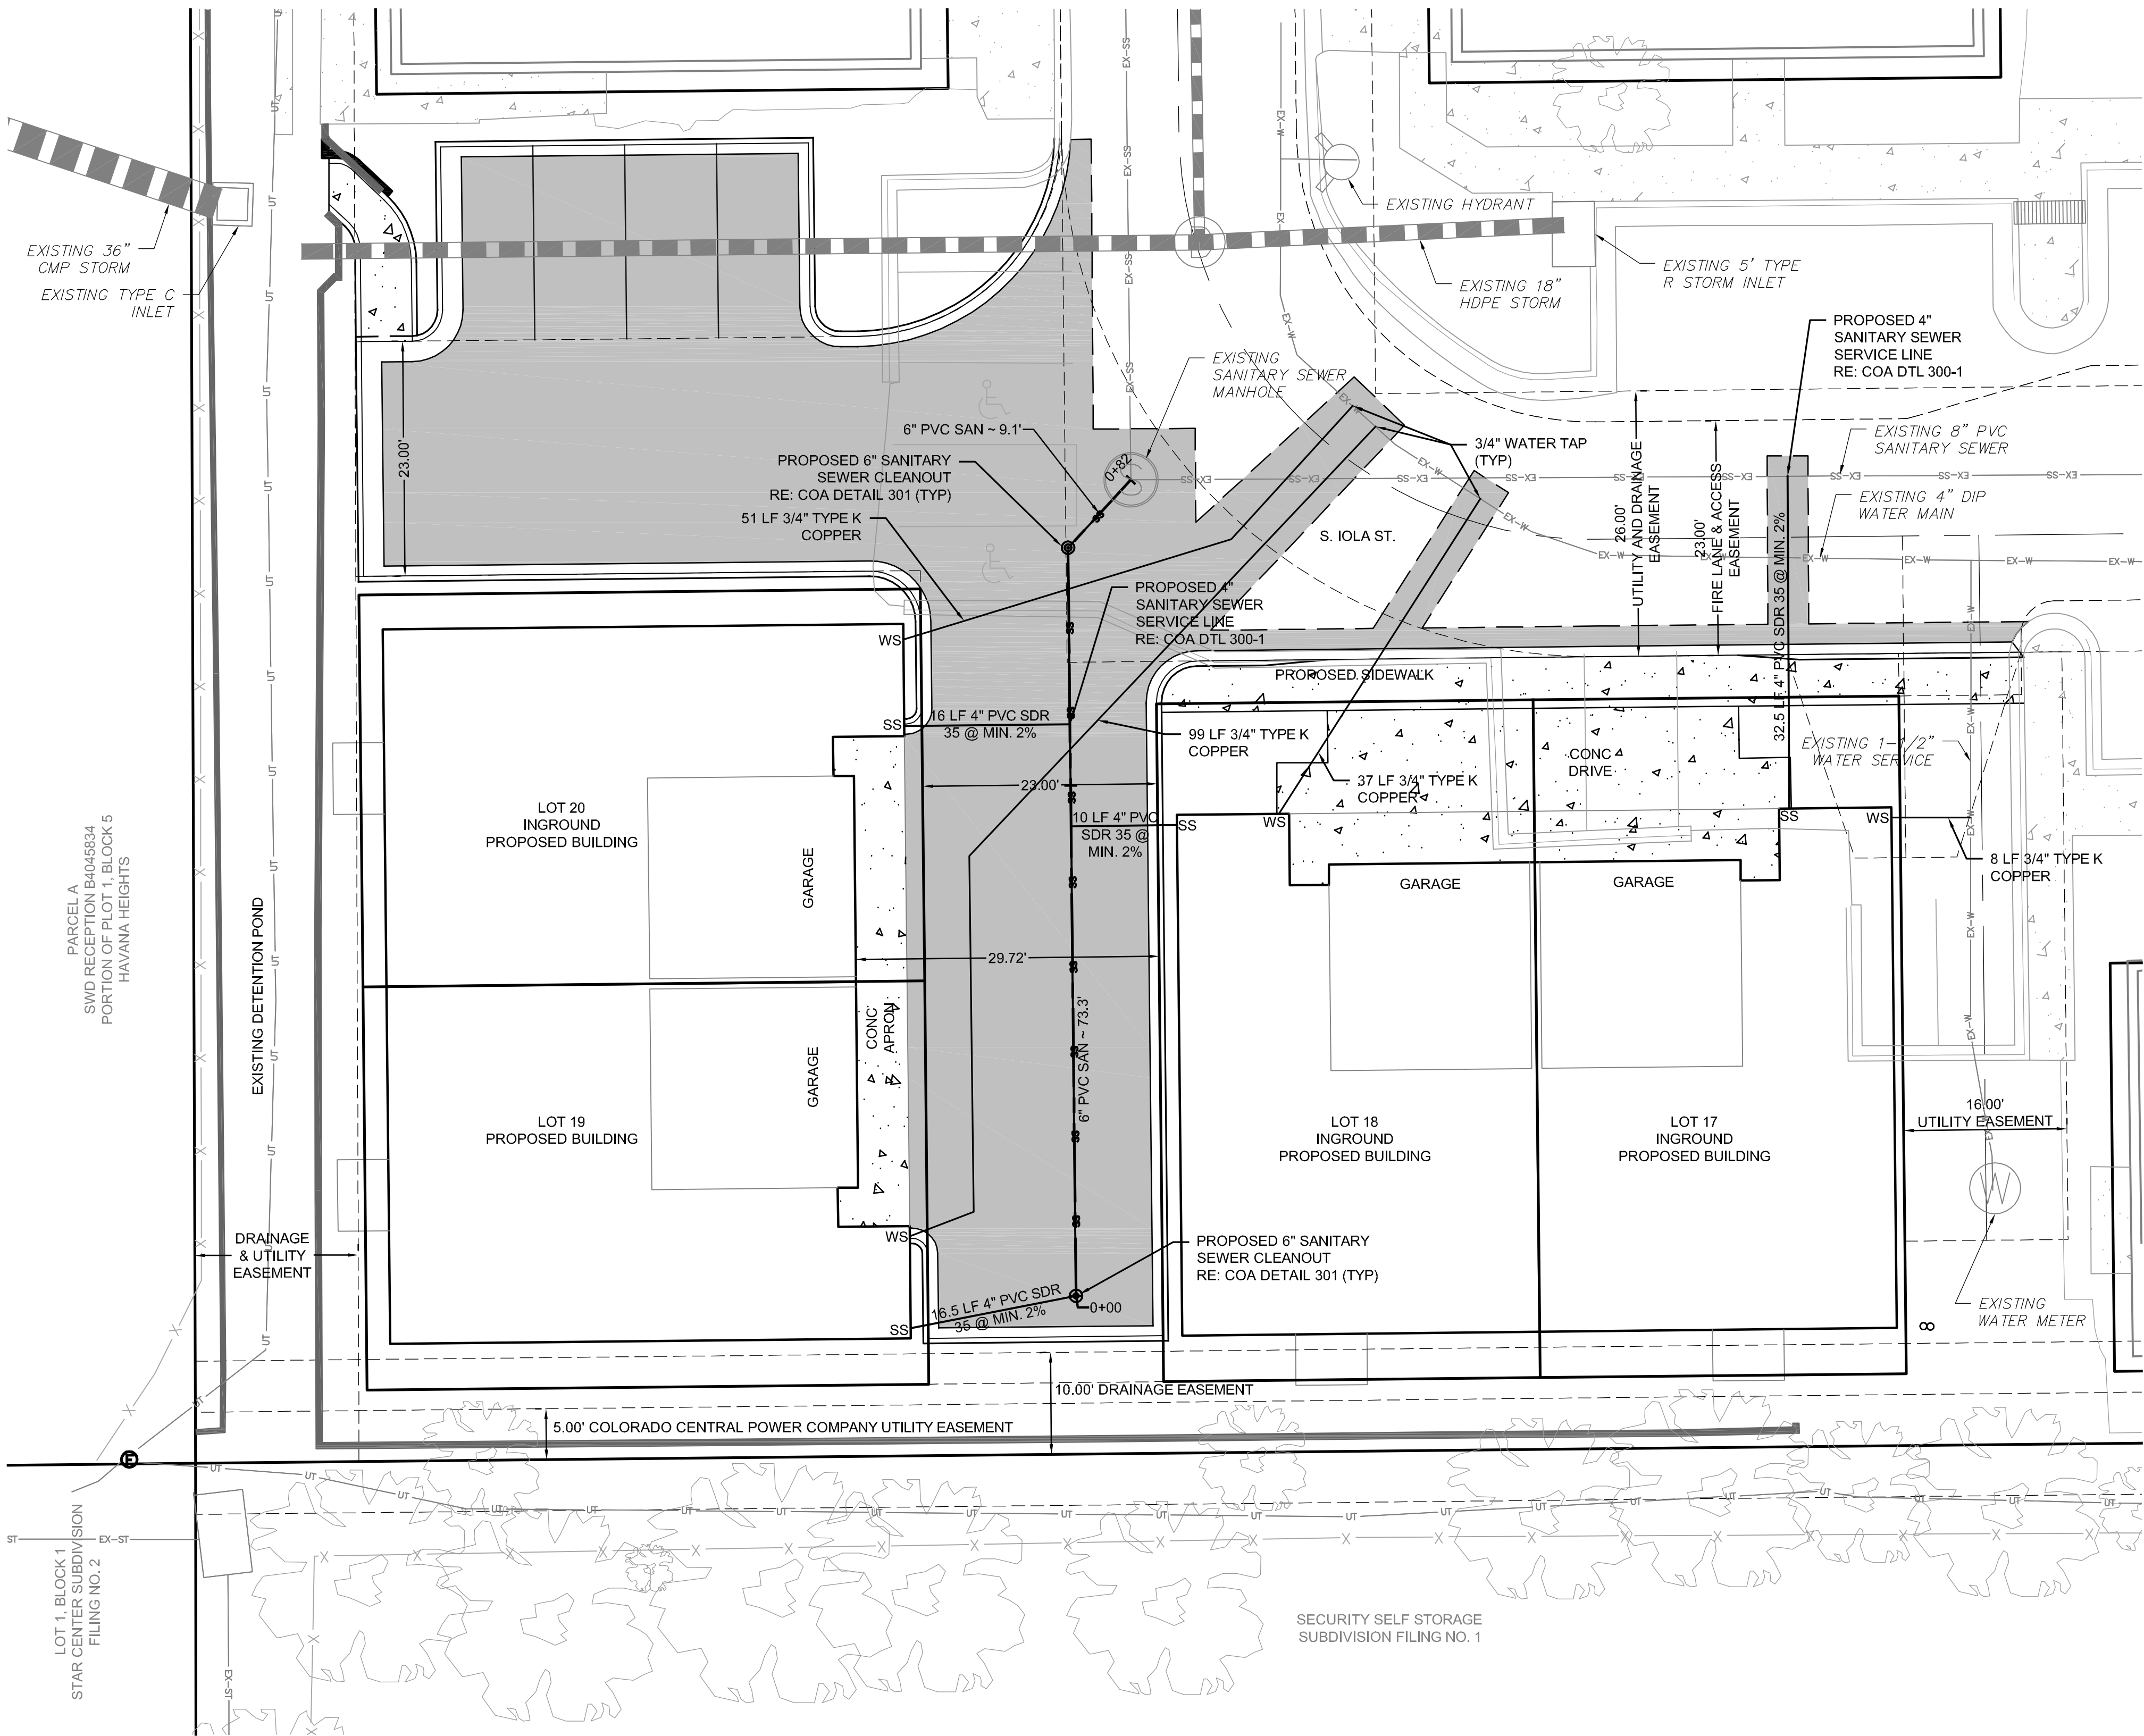 EXISTING 36"
CMP STORM
EXISTING TYPE C
INLET
EXISTING HYDRANT
EXISTING 18"
HDPE STORM
EXISTING 5' TYPE
R STORM INLET
PROPOSED 4"
SANITARY SEWER
SERVICE LINE
RE: COA DTL 300-1
EXISTING
SANITARY SEWER
MANHOLE
6" PVC SAN ~ 9.1'
PROPOSED 6" SANITARY
SEWER CLEANOUT
RE: COA DETAIL 301 (TYP)
51 LF 3/4" TYPE K
COPPER
0+82
3/4" WATER TAP
(TYP)
EXISTING 8" PVC
SANITARY SEWER
EXISTING 4" DIP
WATER MAIN
26.00'
UTILITY AND DRAINAGE
EASEMENT
23.00'
FIRE LANE & ACCESS
EASEMENT
S. IOLA ST.
23.00'
PROPOSED 4"
SANITARY SEWER
SERVICE LINE
RE: COA DTL 300-1
WS
SS
16 LF 4" PVC SDR
35 @ MIN. 2%
PROPOSED SIDEWALK
99 LF 3/4" TYPE K
COPPER
37 LF 3/4" TYPE K
COPPER
CONC
DRIVE
32.5 LF 4" PVC SDR 35 @ MIN. 2%
EXISTING 1-1/2"
WATER SERVICE
23.00'
10 LF 4" PVC
SDR 35 @
MIN. 2%
SS
WS
SS
WS
8 LF 3/4" TYPE K
COPPER
LOT 20
INGROUND
PROPOSED BUILDING
GARAGE
GARAGE
GARAGE
29.72'
CONC
APRON
GARAGE
6" PVC SAN ~ 73.3'
PARCEL A
SWD RECEPTION B4045834
PORTION OF PLOT 1, BLOCK 5
HAVANA HEIGHTS
EXISTING DETENTION POND
LOT 19
PROPOSED BUILDING
LOT 18
INGROUND
PROPOSED BUILDING
LOT 17
INGROUND
PROPOSED BUILDING
16.00'
UTILITY EASEMENT
W
DRAINAGE
& UTILITY
EASEMENT
WS
SS
16.5 LF 4" PVC SDR
35 @ MIN. 2%
0+00
PROPOSED 6" SANITARY
SEWER CLEANOUT
RE: COA DETAIL 301 (TYP)
EXISTING
WATER METER
8
10.00' DRAINAGE EASEMENT
5.00' COLORADO CENTRAL POWER COMPANY UTILITY EASEMENT
E
LOT 1, BLOCK 1
STAR CENTER SUBDIVISION
FILING NO. 2
ST
EX-ST
EX-ST
UT
EX-SS
EX-W
SECURITY SELF STORAGE
SUBDIVISION FILING NO. 1